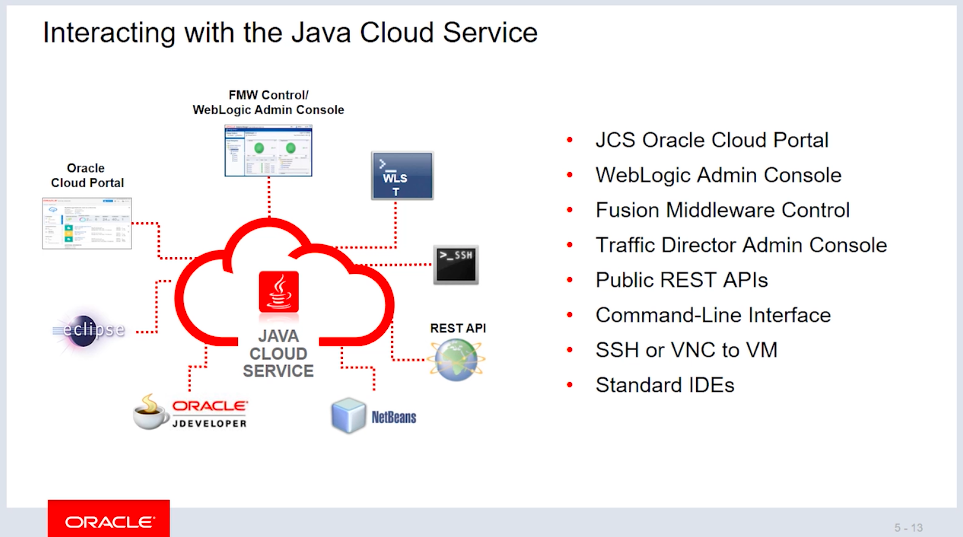 Interacting with the Java Cloud Service
FMW Control/
WebLogic Admin Console
Oracle
Cloud Portal
>_
WLS
T
>_SSH
eclipse
REST API
JAVA
CLOUD
SERVICE
ORACLE
JDEVELOPER
NetBeans
• JCS Oracle Cloud Portal
• WebLogic Admin Console
• Fusion Middleware Control
• Traffic Director Admin Console
• Public REST APIs
• Command-Line Interface
• SSH or VNC to VM
• Standard IDEs
ORACLE
5 - 13